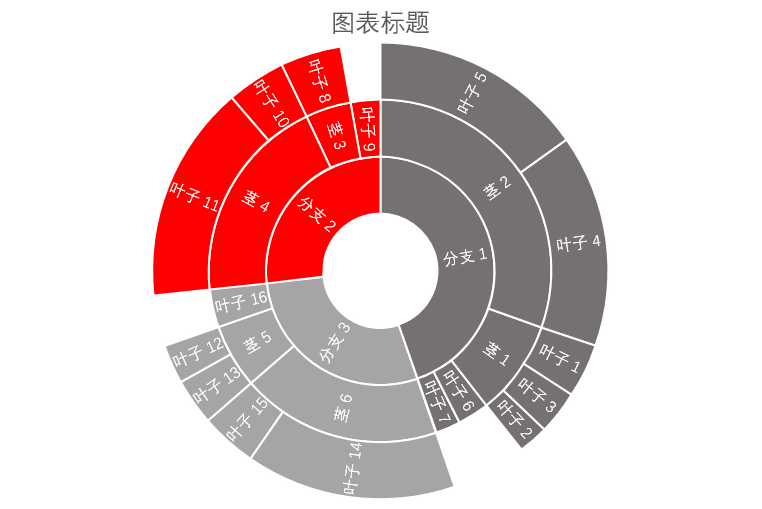 图表标题
分支 1
茎 2
叶子 5
叶子 4
茎 1
叶子 1
叶子 3
叶子 2
叶子 6
叶子 7
分支 3
茎 6
叶子 14
叶子 15
茎 5
叶子 13
叶子 12
叶子 16
分支 2
茎 4
叶子 11
叶子 10
茎 3
叶子 8
叶子 9